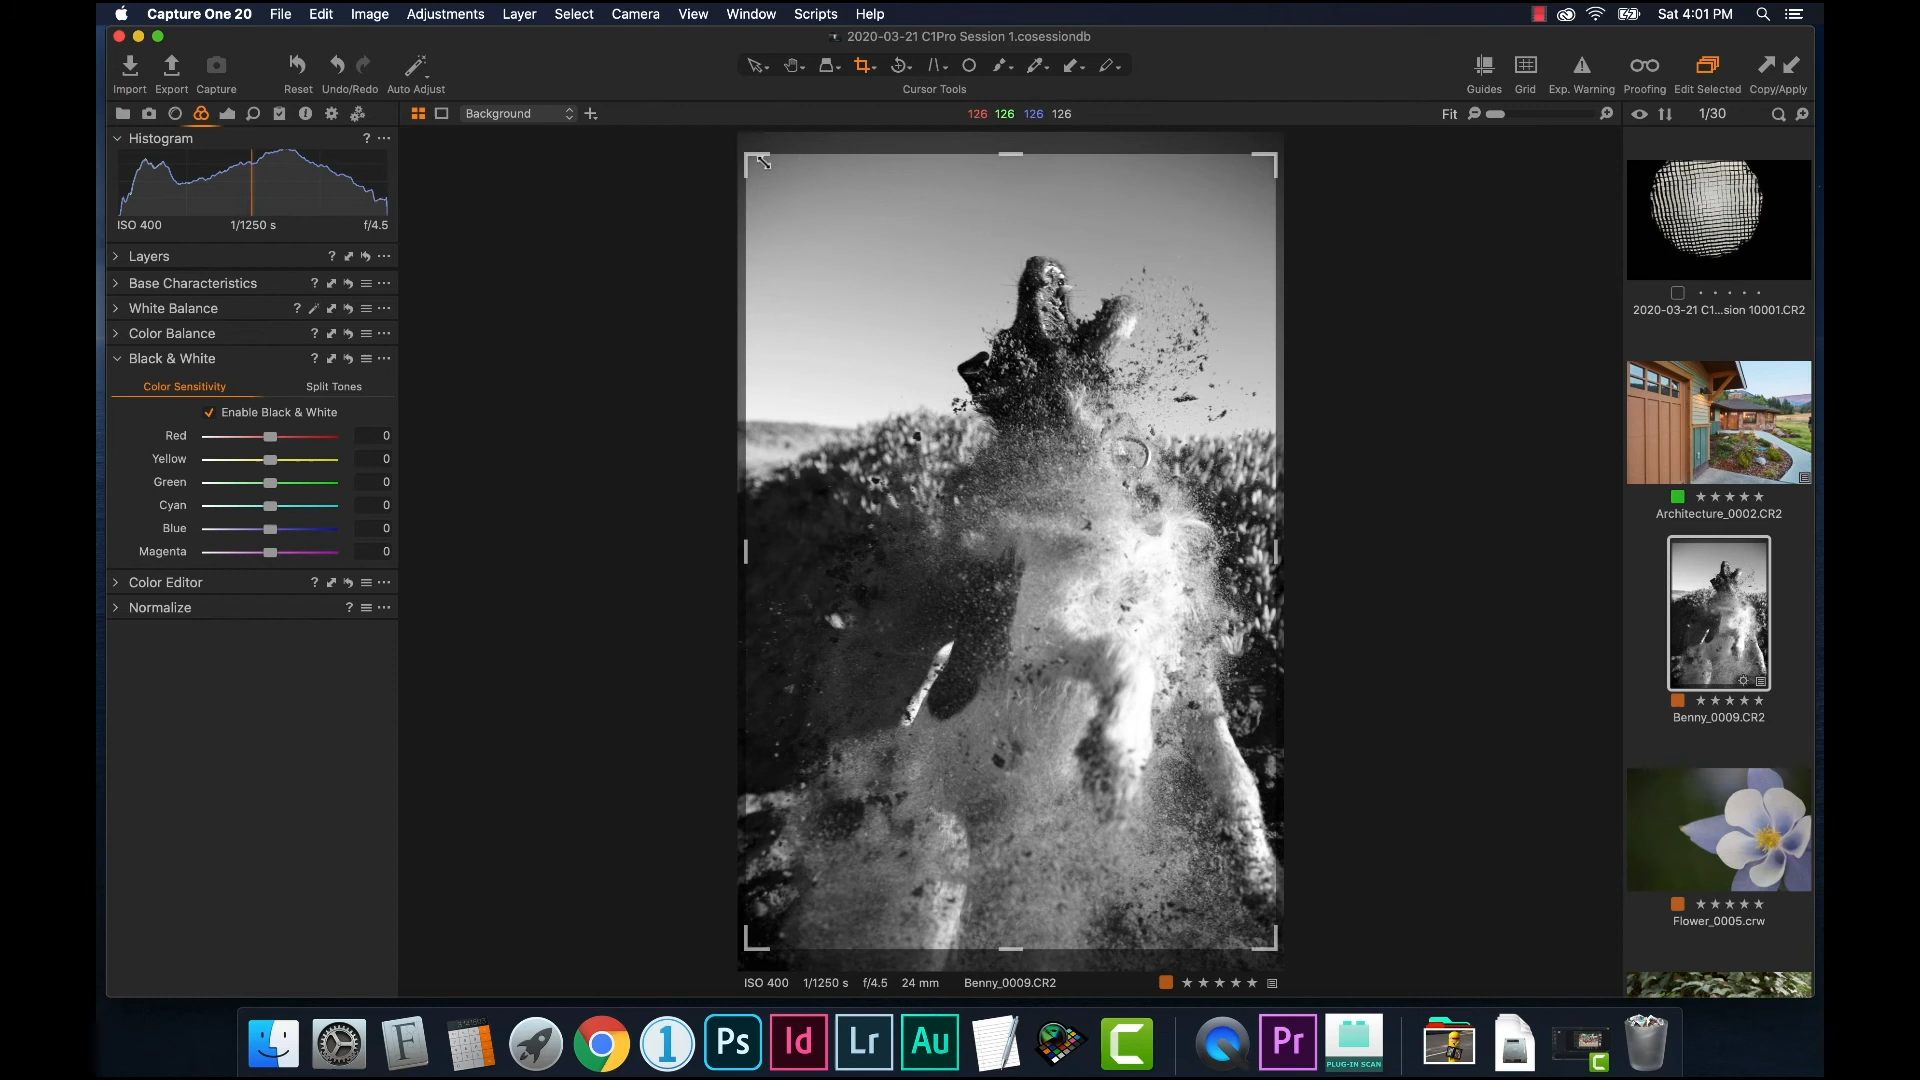 Capture One 20 File Edit Image Adjustments Layer Select Camera View Window Scripts Help Sat 4:01 PM
2020-03-21 C1Pro Session 1.cosessiondb
Import Export Capture Reset Undo/Redo Auto Adjust Cursor Tools Guides Grid Exp. Warning Proofing Edit Selected Copy/Apply
Background 126 126 126 126 Fit 1/30
Histogram ?
ISO 400 1/1250 s f/4.5
Layers ?
Base Characteristics ?
White Balance ?
Color Balance ?
Black & White ?
Color Sensitivity Split Tones
Enable Black & White
Red 0
Yellow 0
Green 0
Cyan 0
Blue 0
Magenta 0
Color Editor ?
Normalize ?
2020-03-21 C1...sion 10001.CR2
Architecture_0002.CR2
Benny_0009.CR2
Flower_0005.crw
ISO 400 1/1250 s f/4.5 24 mm Benny_0009.CR2
F 1 Ps Id Lr Au C Pr
PLUG-IN SCAN